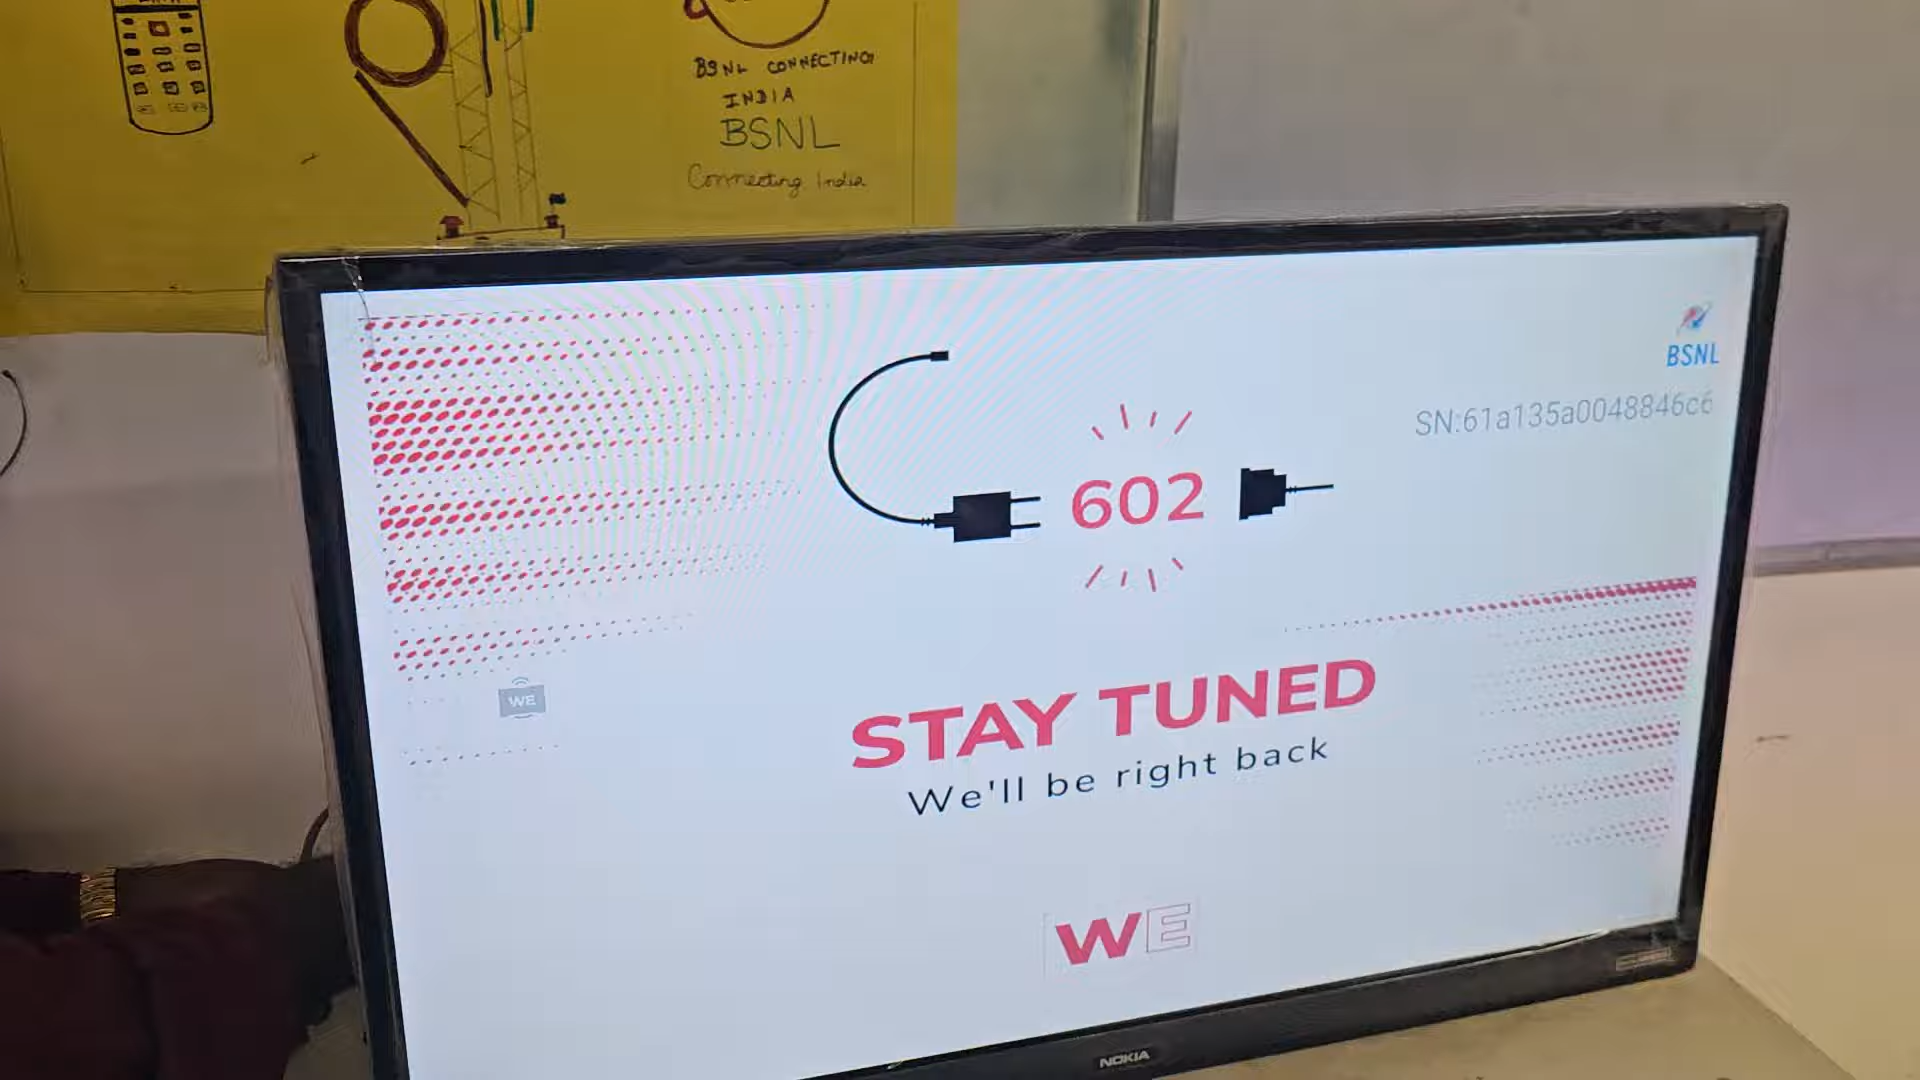 BSNL CONNECTING
INDIA
BSNL
Connecting India
BSNL
SN:61a135a0048846c6
602
WE
STAY TUNED
We'll be right back
WE
NOKIA